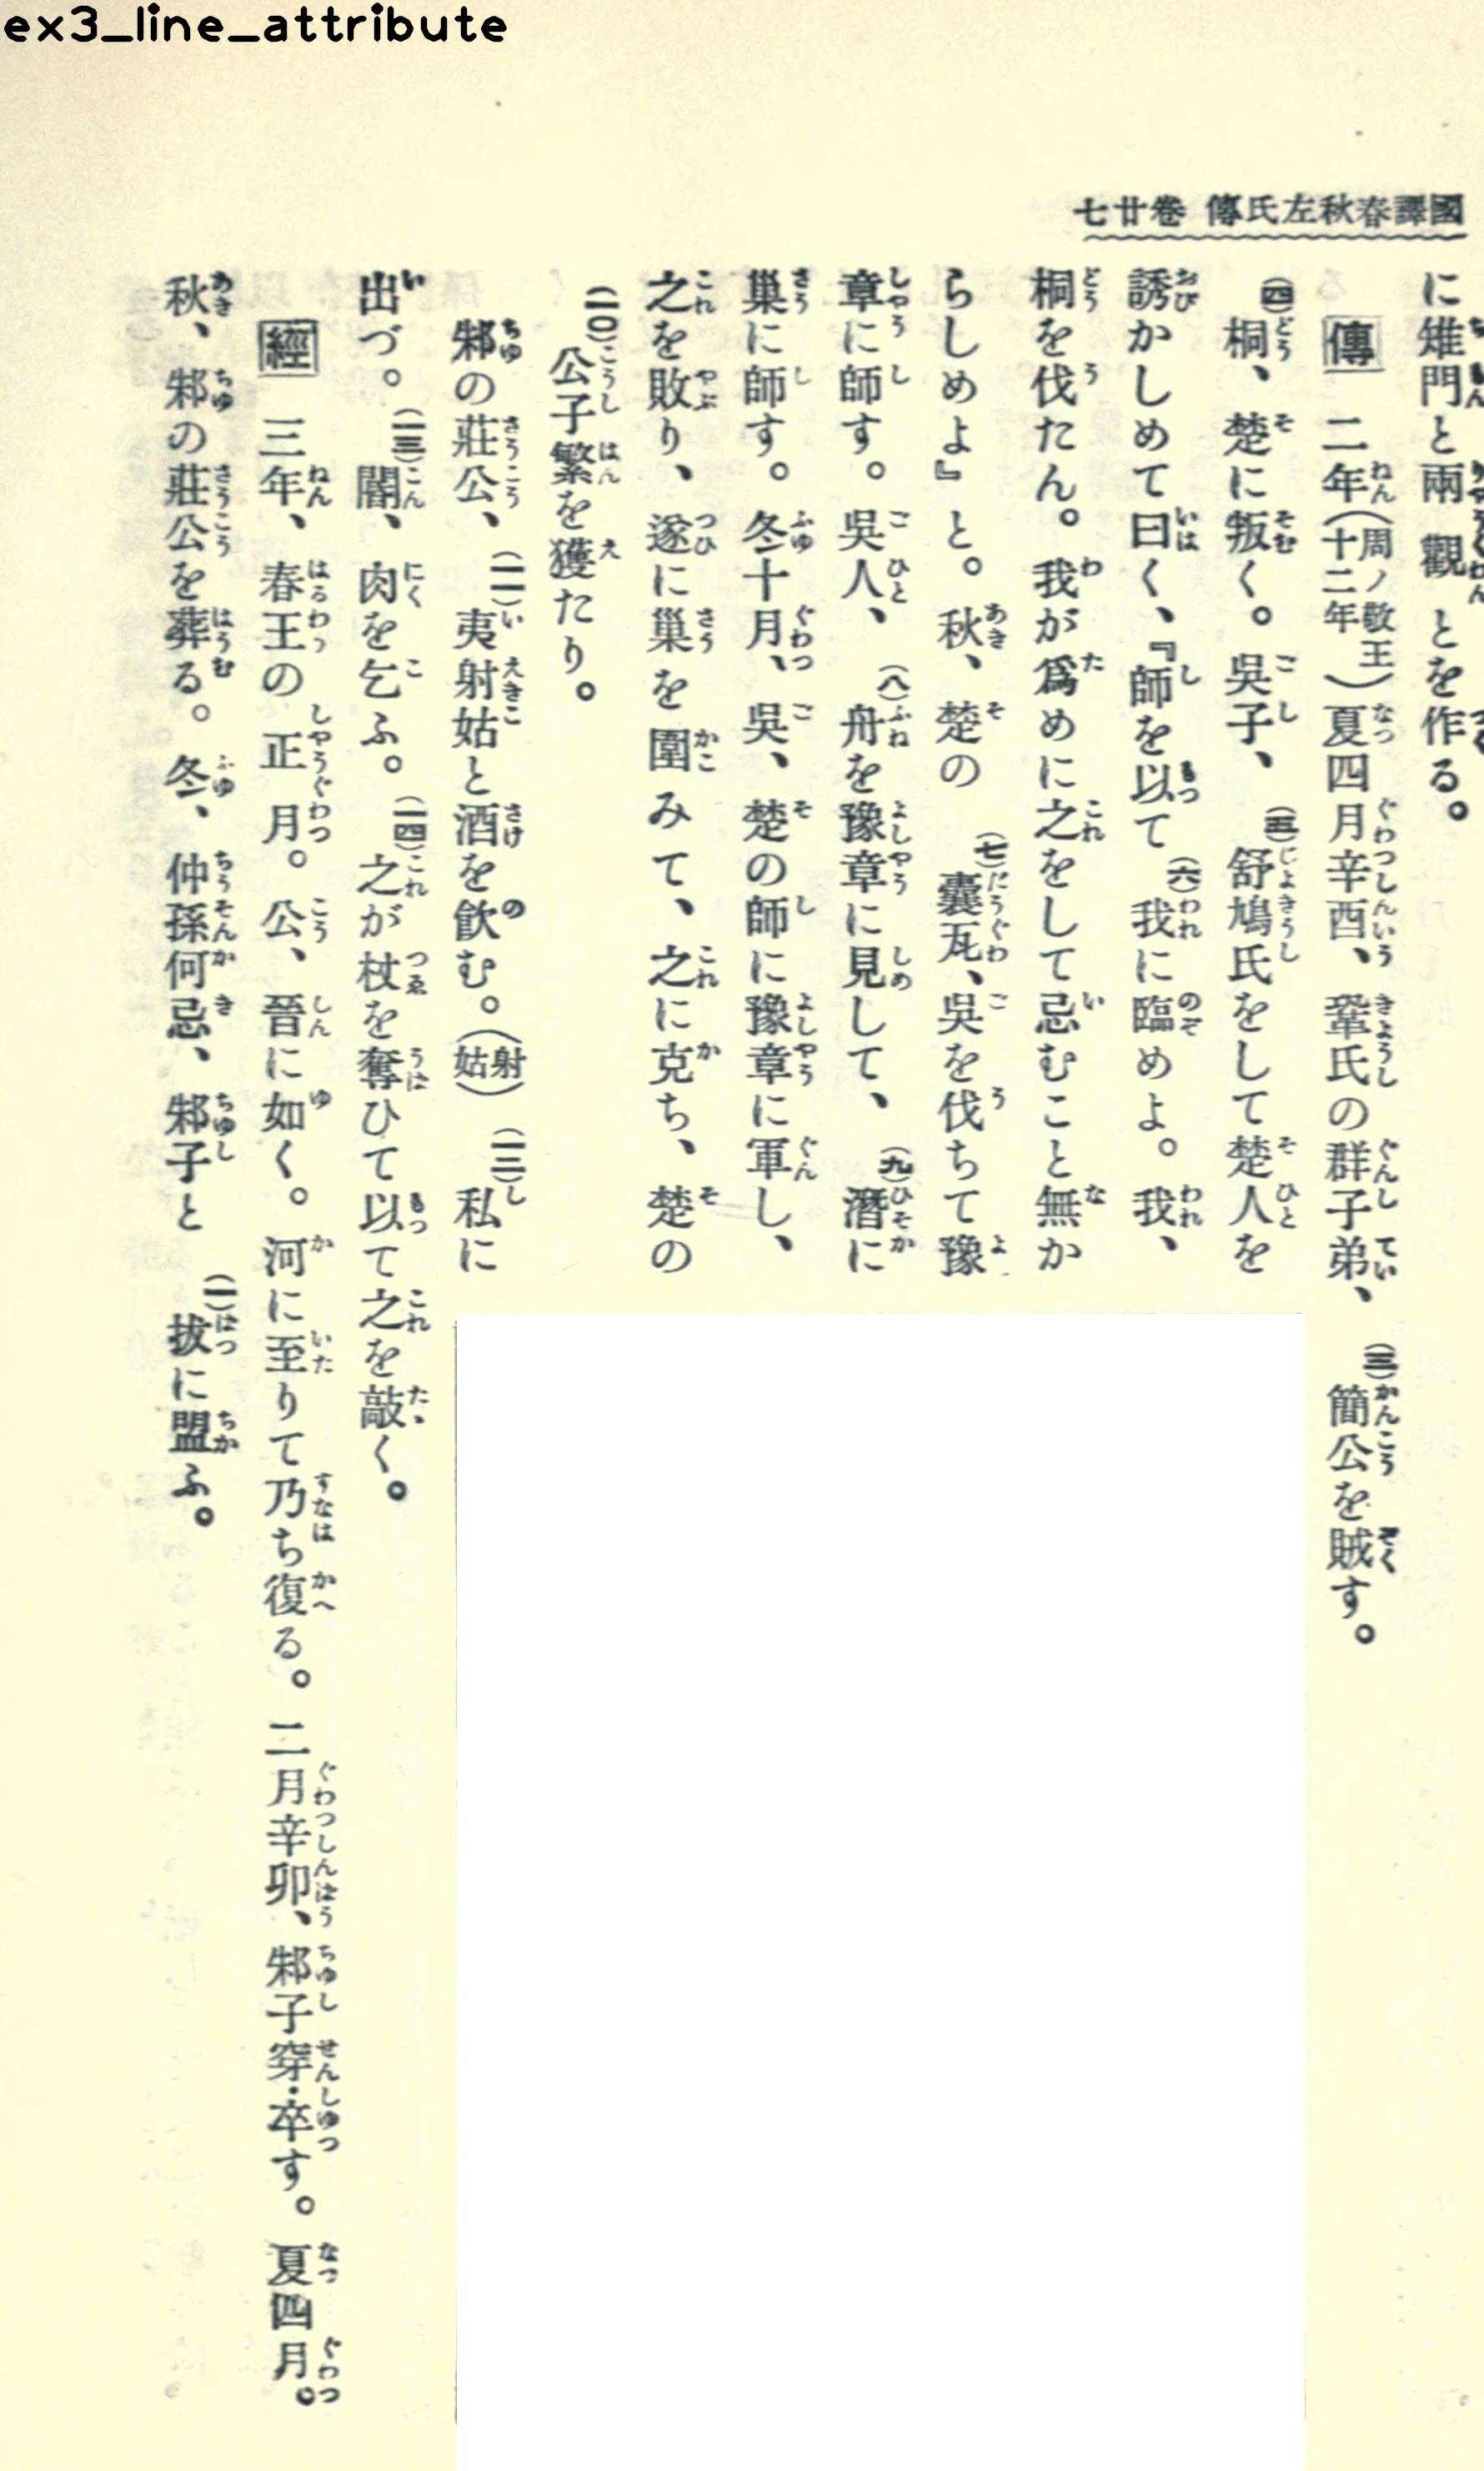 ex3_line_attribute
國譯春秋左氏傳 卷廿七
に雉門と兩觀とを作る。
傳 二年(周ノ敬王十二年)夏四月辛酉、鞏氏の群子弟、(三)簡公を賊す。
(四)桐、楚に叛く。吳子、(五)舒鳩氏をして楚人を
誘かしめて曰く、『師を以て(六)我に臨めよ。我、
桐を伐たん。我が爲めに之をして忌むこと無か
らしめよ』と。秋、楚の(七)囊瓦、吳を伐ちて豫
章に師す。吳人、(八)舟を豫章に見して、(九)潛に
巢に師す。冬十月、吳、楚の師に豫章に軍し、
之を敗り、遂に巢を圍みて、之に克ち、楚の
(一〇)公子繁を獲たり。
邾の莊公、(一一)夷射姑と酒を飮む。(射姑)(一二)私に
出づ。(一三)閽、肉を乞ふ。(一四)之が杖を奪ひて以て之を敲く。
經 三年、春王の正月。公、晉に如く。河に至りて乃ち復る。二月辛卯、邾子穿・卒す。夏四月。
秋、邾の莊公を葬る。冬、仲孫何忌、邾子と(一)拔に盟ふ。